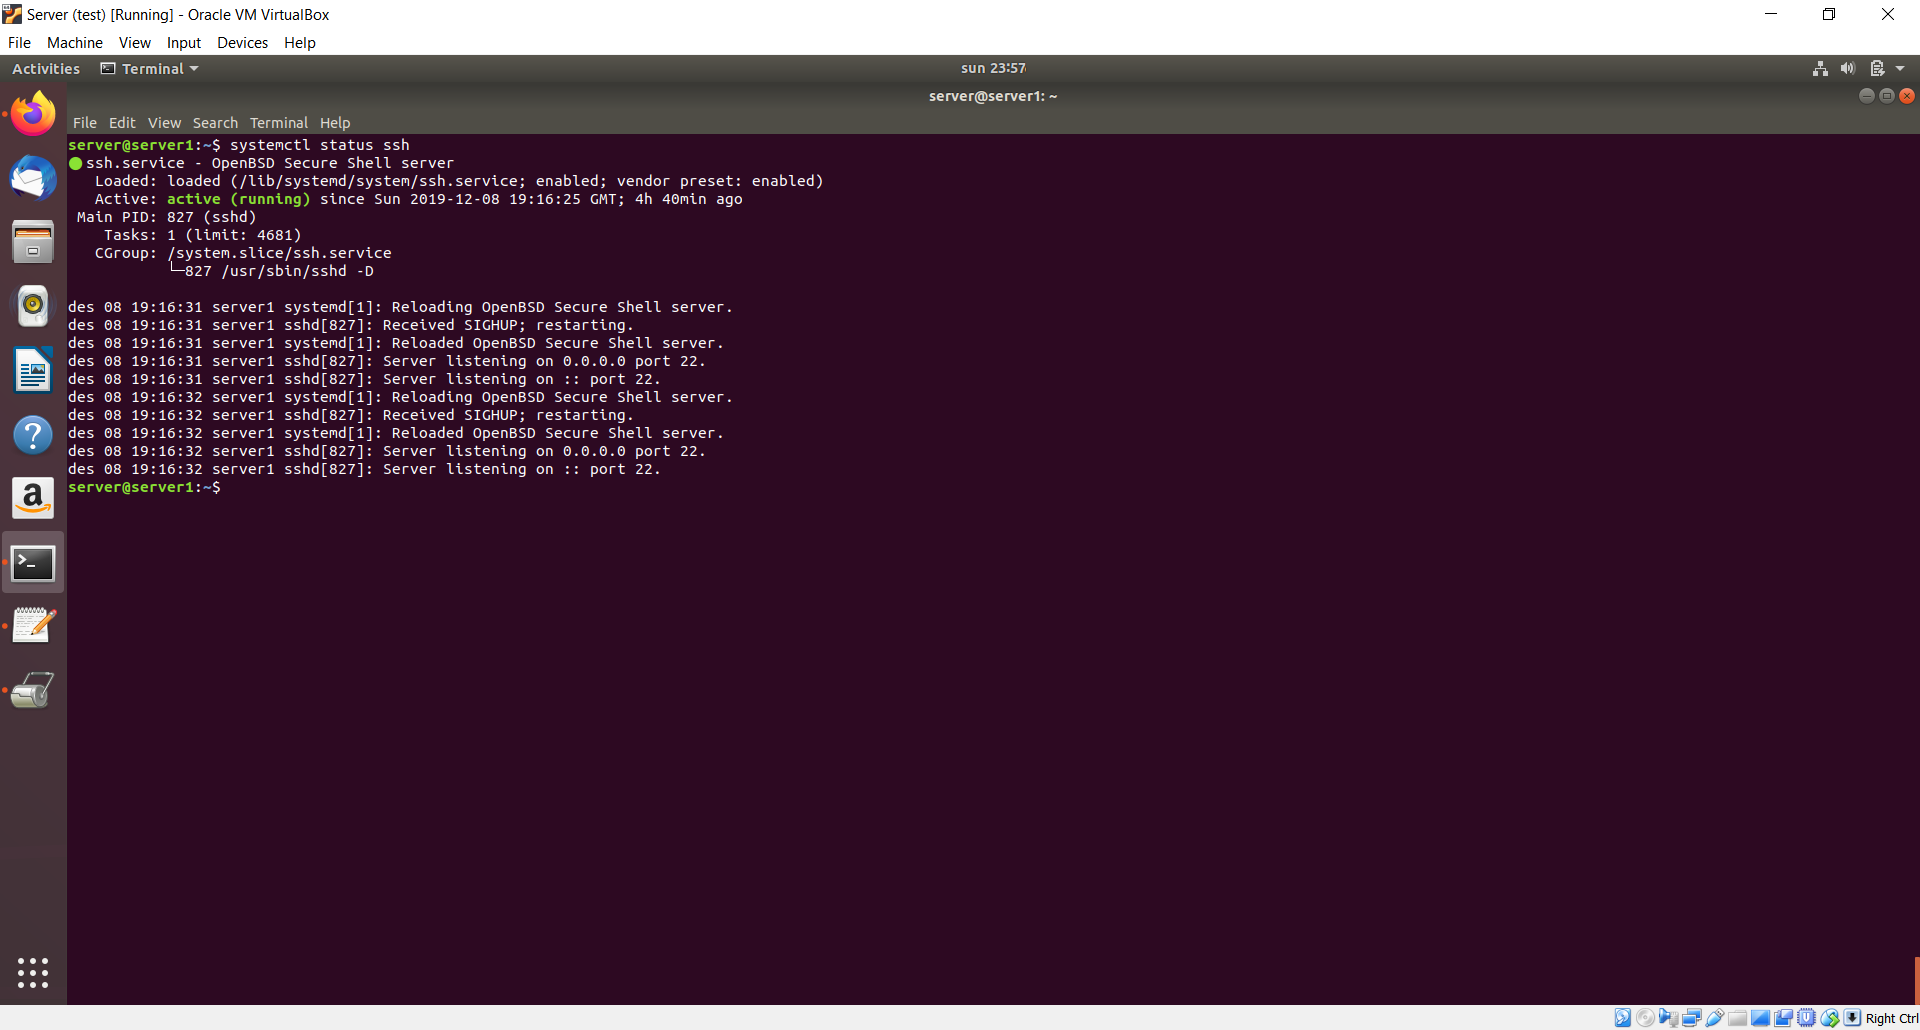 Server (test) [Running] - Oracle VM VirtualBox
File Machine View Input Devices Help
Activities Terminal sun 23:57
server@server1: ~
File Edit View Search Terminal Help
server@server1:~$ systemctl status ssh
● ssh.service - OpenBSD Secure Shell server
Loaded: loaded (/lib/systemd/system/ssh.service; enabled; vendor preset: enabled)
Active: active (running) since Sun 2019-12-08 19:16:25 GMT; 4h 40min ago
Main PID: 827 (sshd)
Tasks: 1 (limit: 4681)
CGroup: /system.slice/ssh.service
└─827 /usr/sbin/sshd -D
des 08 19:16:31 server1 systemd[1]: Reloading OpenBSD Secure Shell server.
des 08 19:16:31 server1 sshd[827]: Received SIGHUP; restarting.
des 08 19:16:31 server1 systemd[1]: Reloaded OpenBSD Secure Shell server.
des 08 19:16:31 server1 sshd[827]: Server listening on 0.0.0.0 port 22.
des 08 19:16:31 server1 sshd[827]: Server listening on :: port 22.
des 08 19:16:32 server1 systemd[1]: Reloading OpenBSD Secure Shell server.
des 08 19:16:32 server1 sshd[827]: Received SIGHUP; restarting.
des 08 19:16:32 server1 systemd[1]: Reloaded OpenBSD Secure Shell server.
des 08 19:16:32 server1 sshd[827]: Server listening on 0.0.0.0 port 22.
des 08 19:16:32 server1 sshd[827]: Server listening on :: port 22.
server@server1:~$
Right Ctrl